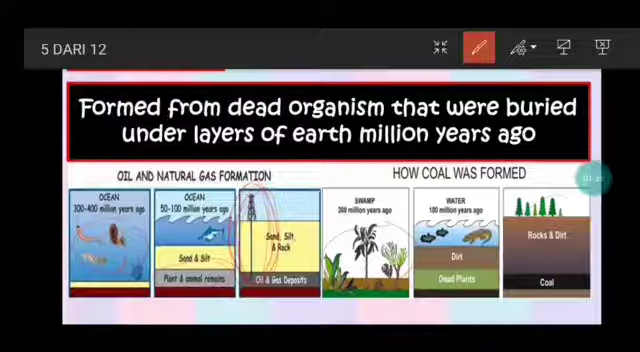 5 DARI 12
Formed from dead organism that were buried
under layers of earth million years ago
OIL AND NATURAL GAS FORMATION
HOW COAL WAS FORMED
OCEAN
300-400 million years ago
OCEAN
50-100 million years ago
Sand & Silt
Plant & animal remains
Sand, Silt,
& Rock
Oil & Gas Deposits
SWAMP
300 million years ago
WATER
100 million years ago
Dirt
Dead Plants
Rocks & Dirt
Coal